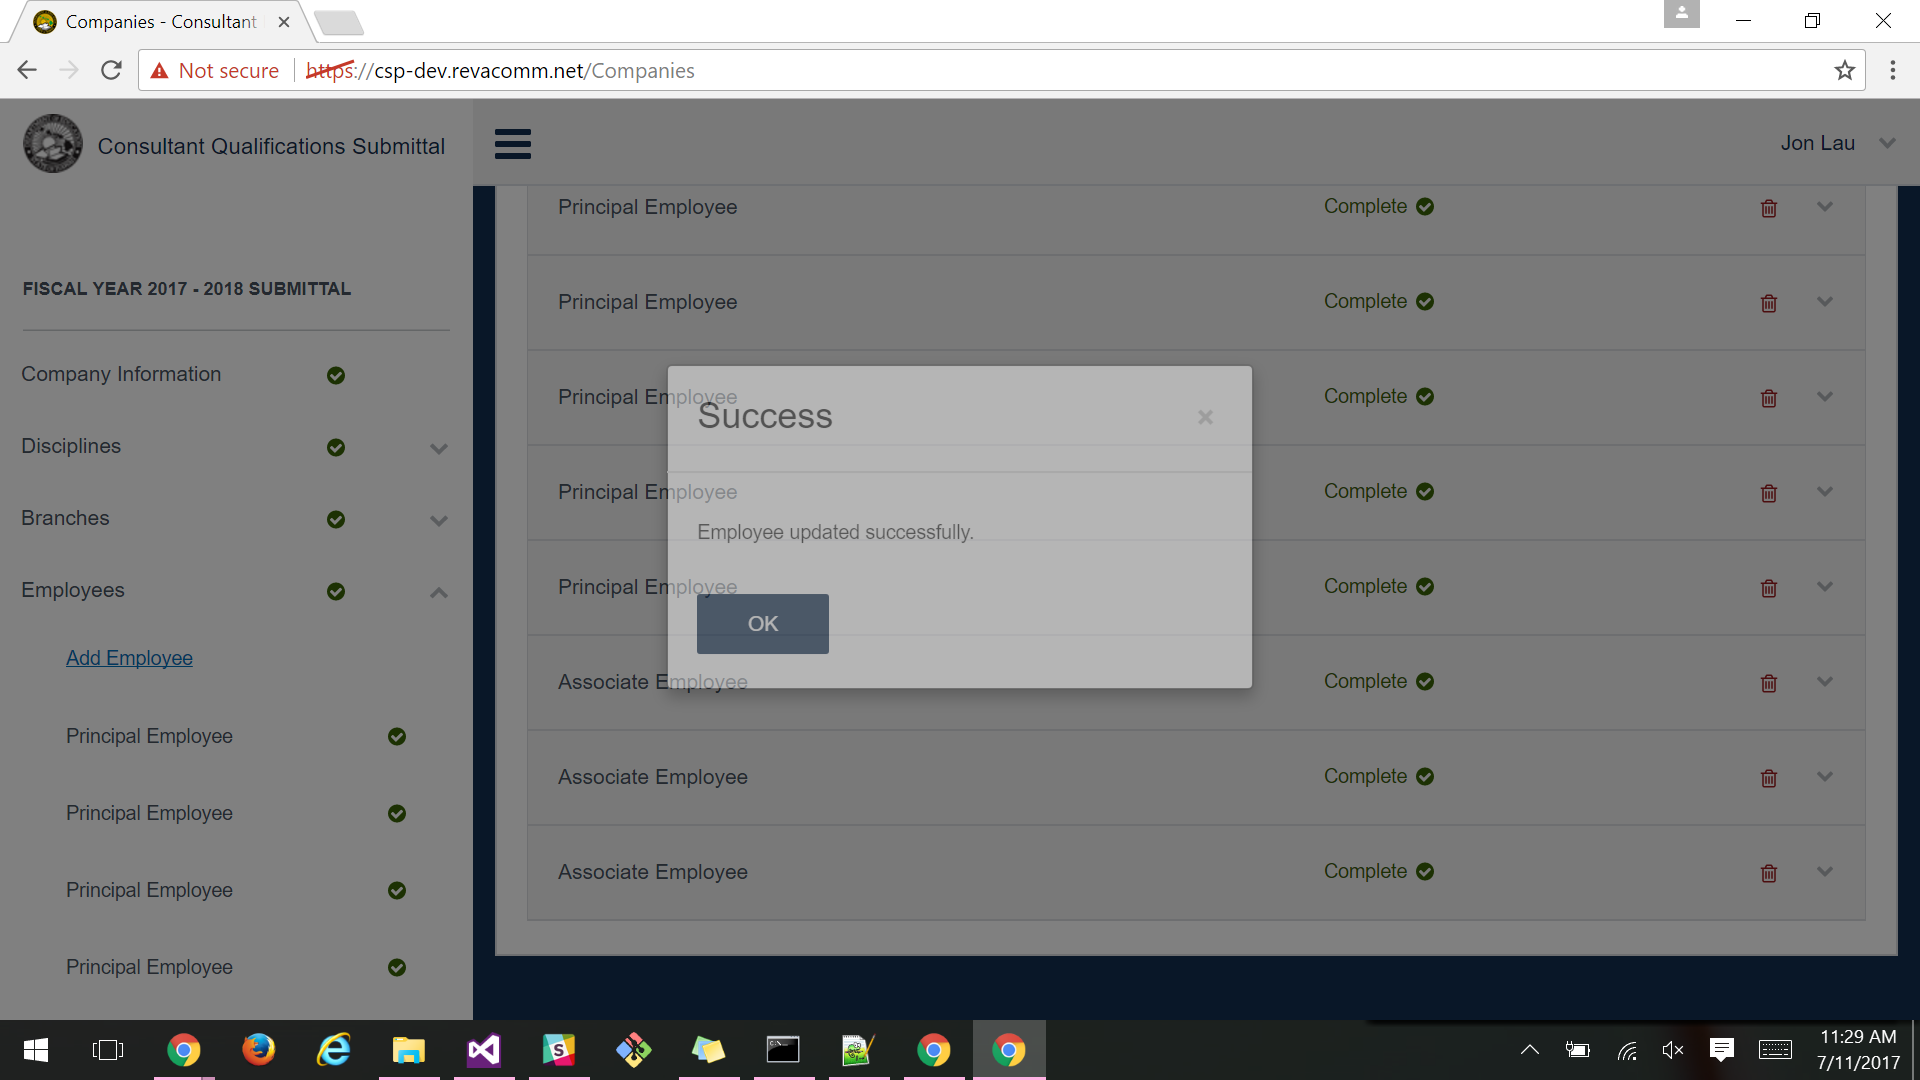 Companies - Consultant
Not secure
https://csp-dev.revacomm.net/Companies
Consultant Qualifications Submittal
Jon Lau
FISCAL YEAR 2017 - 2018 SUBMITTAL
Company Information
Disciplines
Branches
Employees
Add Employee
Principal Employee
Principal Employee
Principal Employee
Principal Employee
Principal Employee Complete
Principal Employee Complete
Principal Employee Complete
Principal Employee Complete
Principal Employee Complete
Associate Employee Complete
Associate Employee Complete
Associate Employee Complete
Success
×
Employee updated successfully.
OK
11:29 AM
7/11/2017